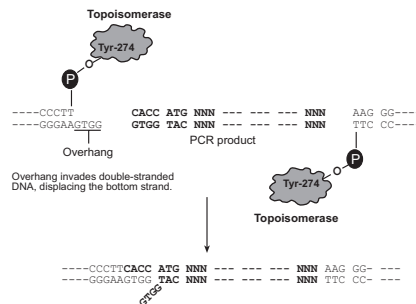 Topoisomerase
Tyr-274
P
----CCCTT CACC ATG NNN --- --- --- NNN AAG GG---
----GGGAAGTGG GTGG TAC NNN --- --- --- NNN TTC CC---
Overhang
PCR product
Overhang invades double-stranded
DNA, displacing the bottom strand.
P
Tyr-274
Topoisomerase
----CCCTTCACC ATG NNN --- --- --- NNN AAG GG- ---
----GGGAAGTGG TAC NNN --- --- --- NNN TTC CC- ---
GTGG